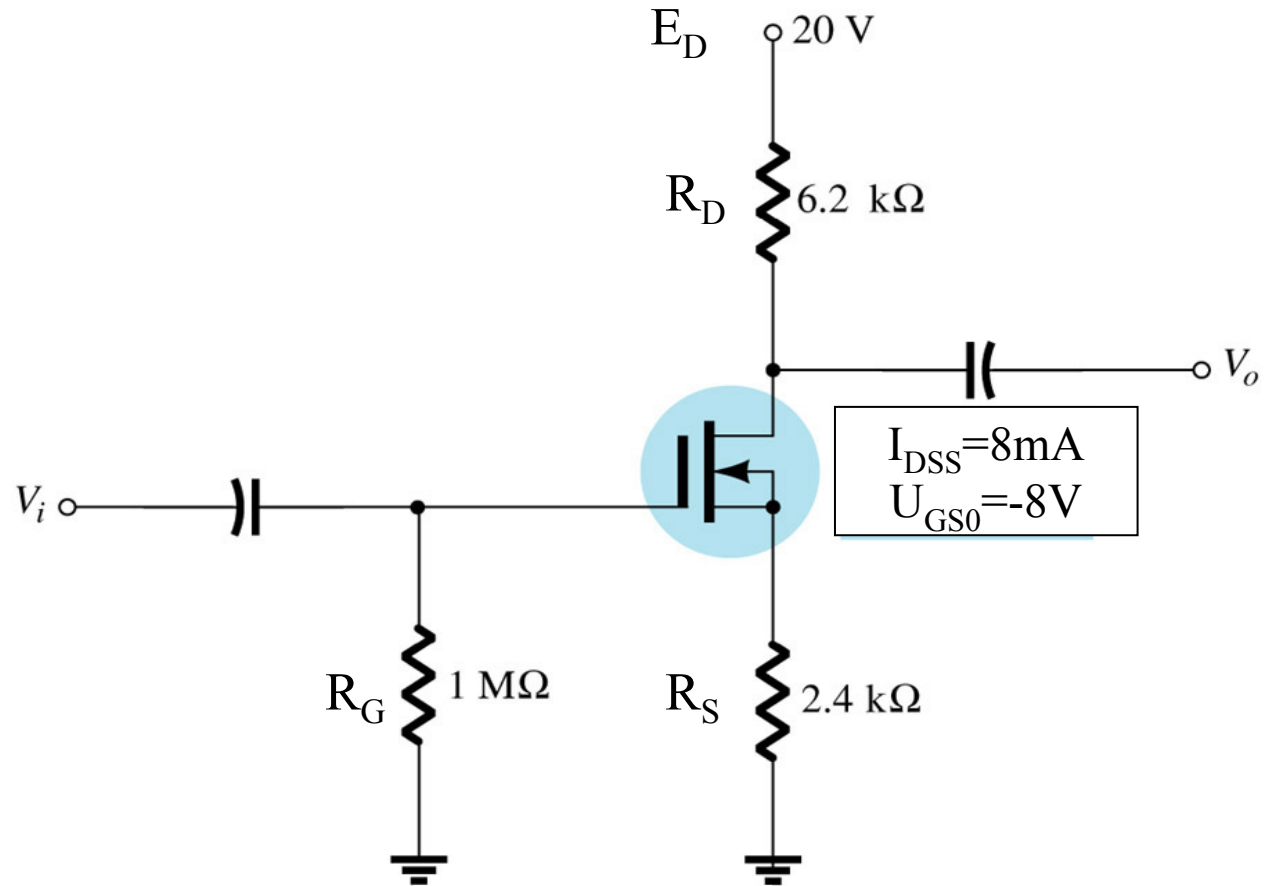 E_D 20 V
R_D 6.2 kΩ
V_o
I_DSS=8mA
U_GS0=-8V
V_i
R_G 1 MΩ
R_S 2.4 kΩ